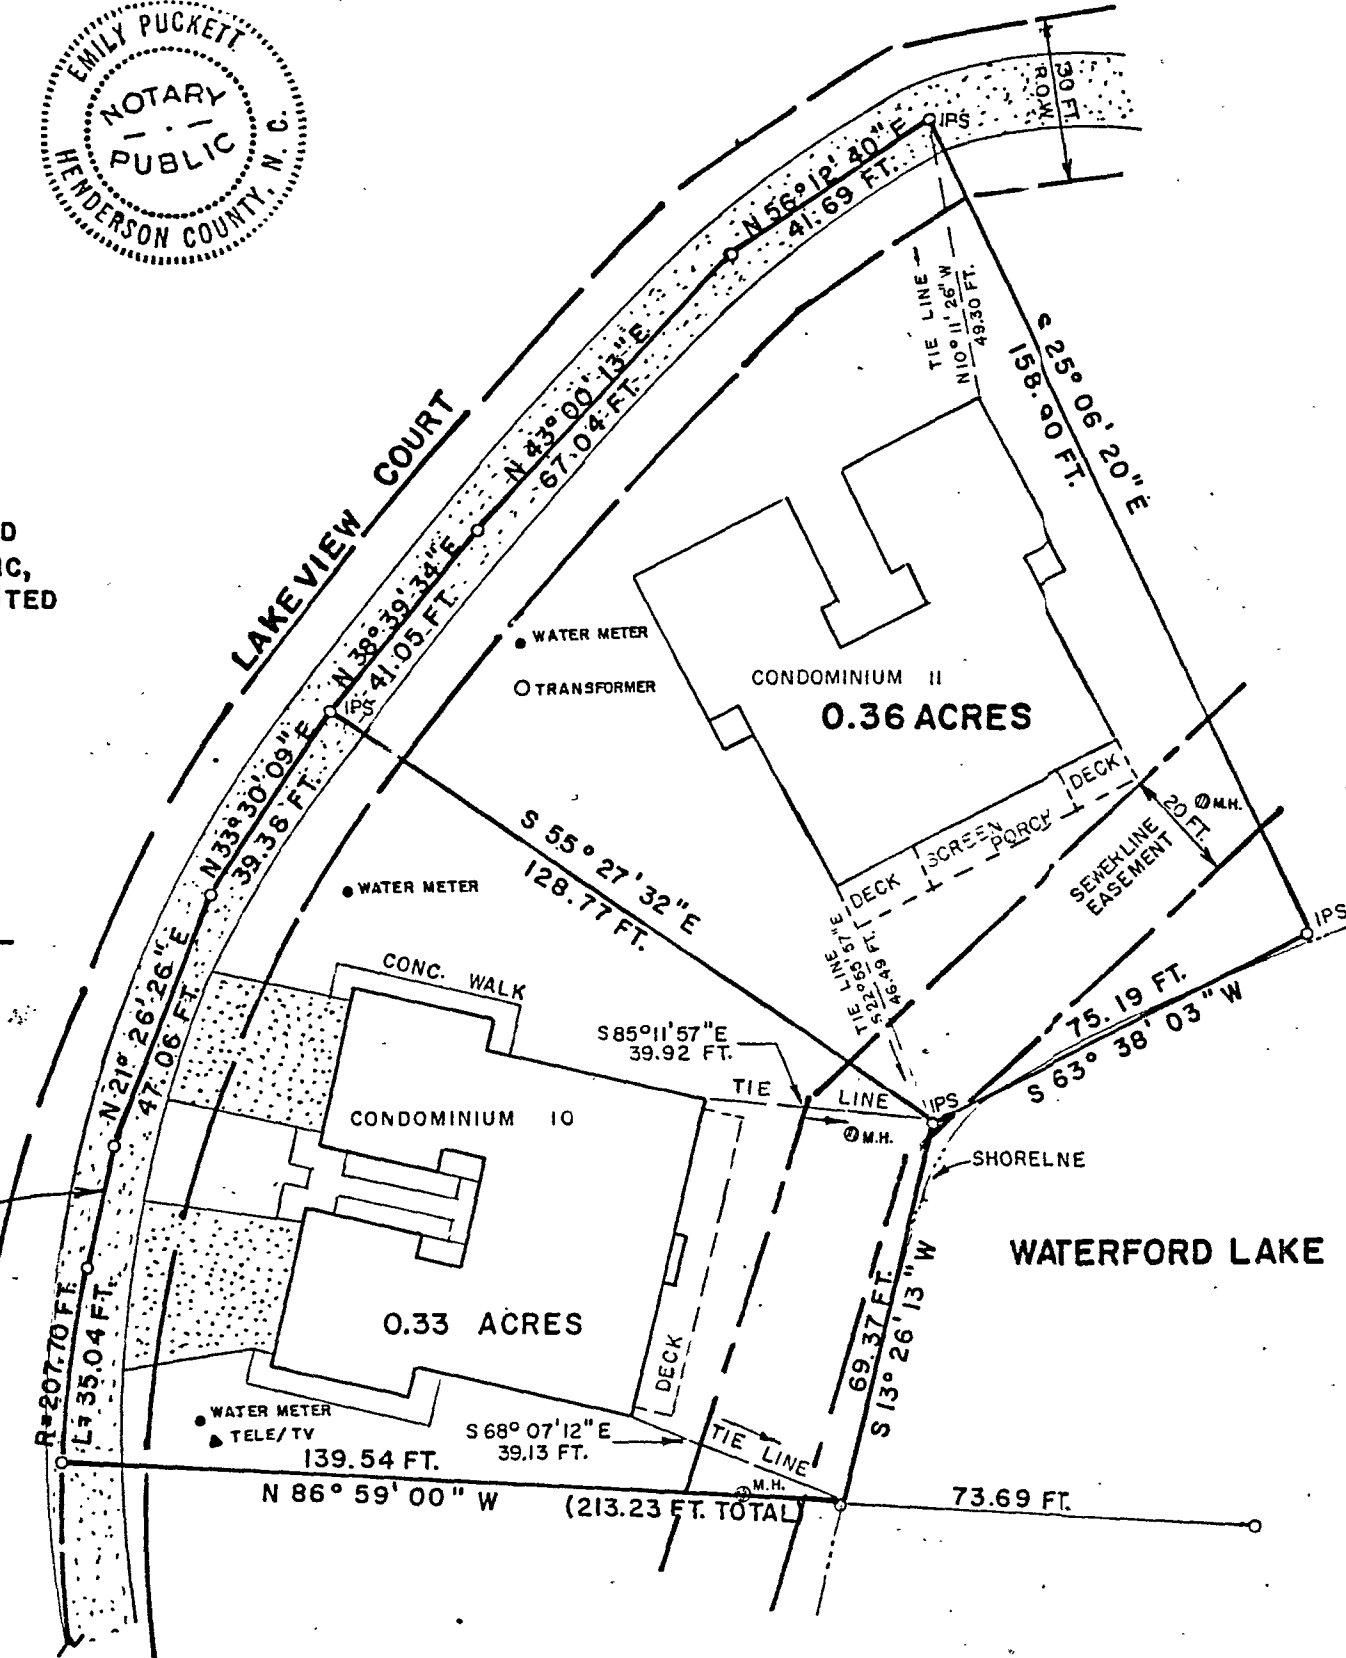 EMILY PUCKETT
NOTARY
PUBLIC
HENDERSON COUNTY, N. C.
30 FT.
R.O.W.
IPS
N 56° 12' 40" E
41.69 FT.
TIE LINE
N10° 11' 26" W
49.30 FT.
S 25° 06' 20" E
158.90 FT.
N 43° 00' 13" E
67.04 FT.
LAKEVIEW COURT
D
IC,
TED
N 38° 39' 34" E
41.05 FT.
WATER METER
TRANSFORMER
CONDOMINIUM 11
0.36 ACRES
IPS
N 33° 30' 09" E
39.38 FT.
S 55° 27' 32" E
128.77 FT.
DECK
SCREEN
PORCH
DECK
M.H.
20 FT.
SEWERLINE
EASEMENT
WATER METER
IPS
TIE LINE
S 22° 55' 57" E
46.49 FT.
N 21° 26' 26" E
47.06 FT.
CONC. WALK
75.19 FT.
S 63° 38' 03" W
S 85° 11' 57" E
39.92 FT.
TIE LINE
IPS
CONDOMINIUM 10
M.H.
SHORELNE
WATERFORD LAKE
R=207.70 FT.
L=35.04 FT.
0.33 ACRES
DECK
69.37 FT.
S 13° 26' 13" W
WATER METER
TELE/TV
S 68° 07' 12" E
39.13 FT.
TIE LINE
139.54 FT.
N 86° 59' 00" W
(213.23 FT. TOTAL)
M.H.
73.69 FT.